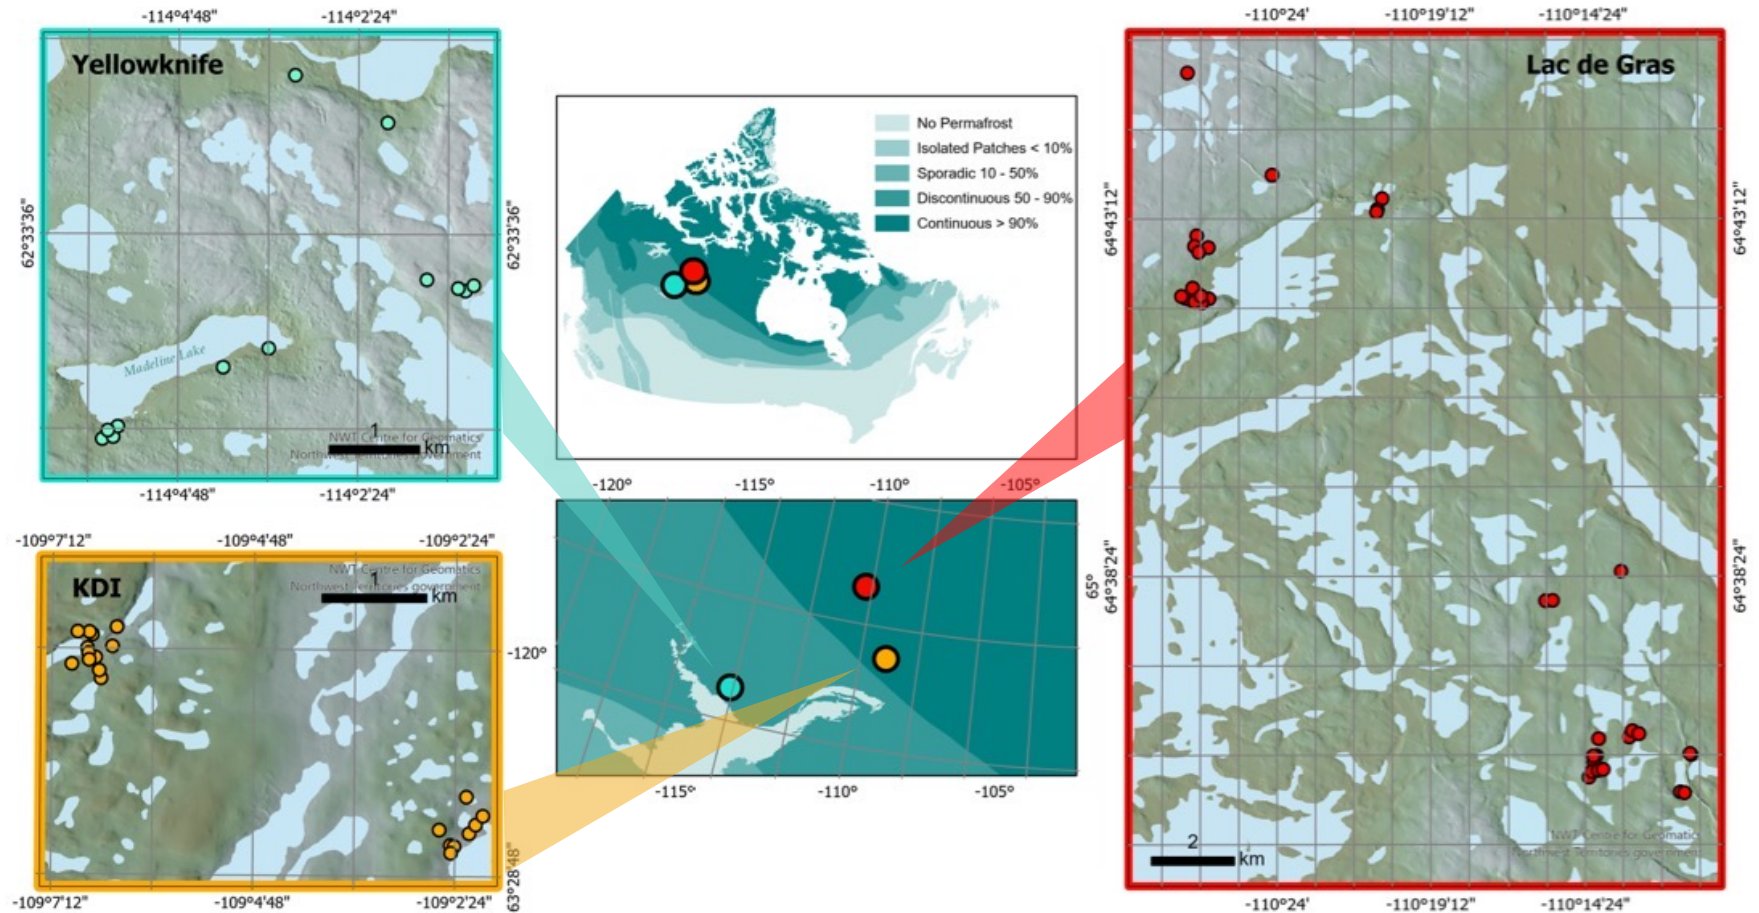 -114°4'48"
-114°2'24"
Yellowknife
62°33'36"
62°33'36"
Madeline Lake
NWT Centre for Geomatics
1
km
Northwest Territories government
-114°4'48"
-114°2'24"
-109°7'12"
-109°4'48"
-109°2'24"
KDI
NWT Centre for Geomatics
1
Northwest Territories government
km
63°28'48"
-109°7'12"
-109°4'48"
-109°2'24"
No Permafrost
Isolated Patches < 10%
Sporadic 10 - 50%
Discontinuous 50 - 90%
Continuous > 90%
-120°
-115°
-110°
-105°
-120°
65°
-115°
-110°
-105°
-110°24'
-110°19'12"
-110°14'24"
Lac de Gras
64°43'12"
64°43'12"
64°38'24"
64°38'24"
2
km
NWT Centre for Geomatics
Northwest Territories government
-110°24'
-110°19'12"
-110°14'24"